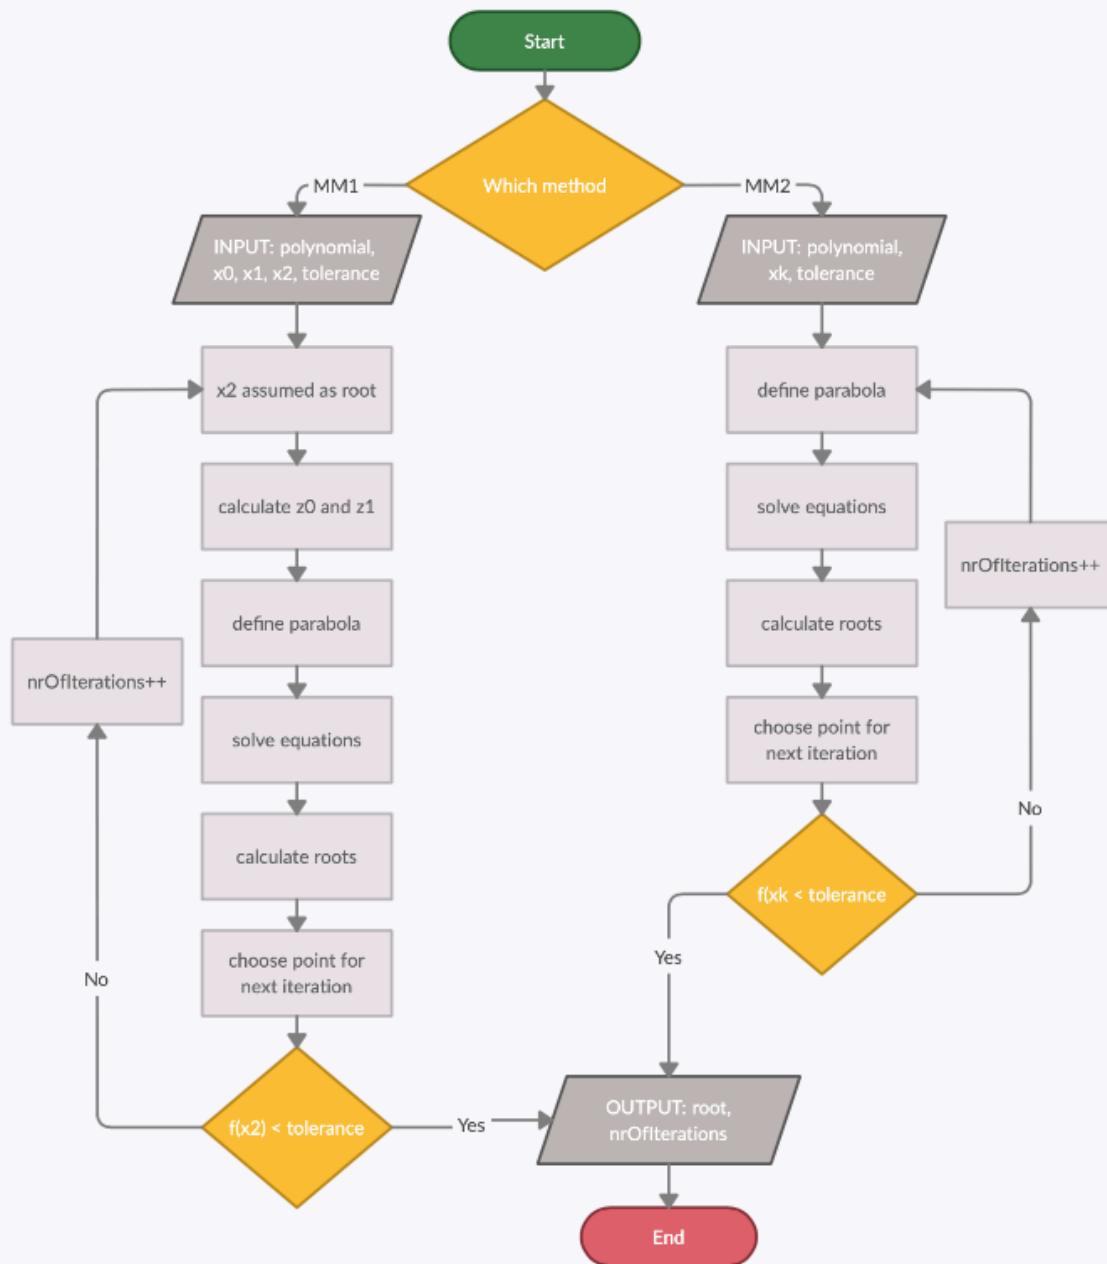 Start
Which method
MM1
MM2
INPUT: polynomial,
x0, x1, x2, tolerance
INPUT: polynomial,
xk, tolerance
x2 assumed as root
define parabola
calculate z0 and z1
solve equations
nrOfIterations++
define parabola
calculate roots
nrOfIterations++
solve equations
choose point for
next iteration
No
calculate roots
f(xk < tolerance
Yes
choose point for
next iteration
No
f(x2) < tolerance
Yes
OUTPUT: root,
nrOfIterations
End